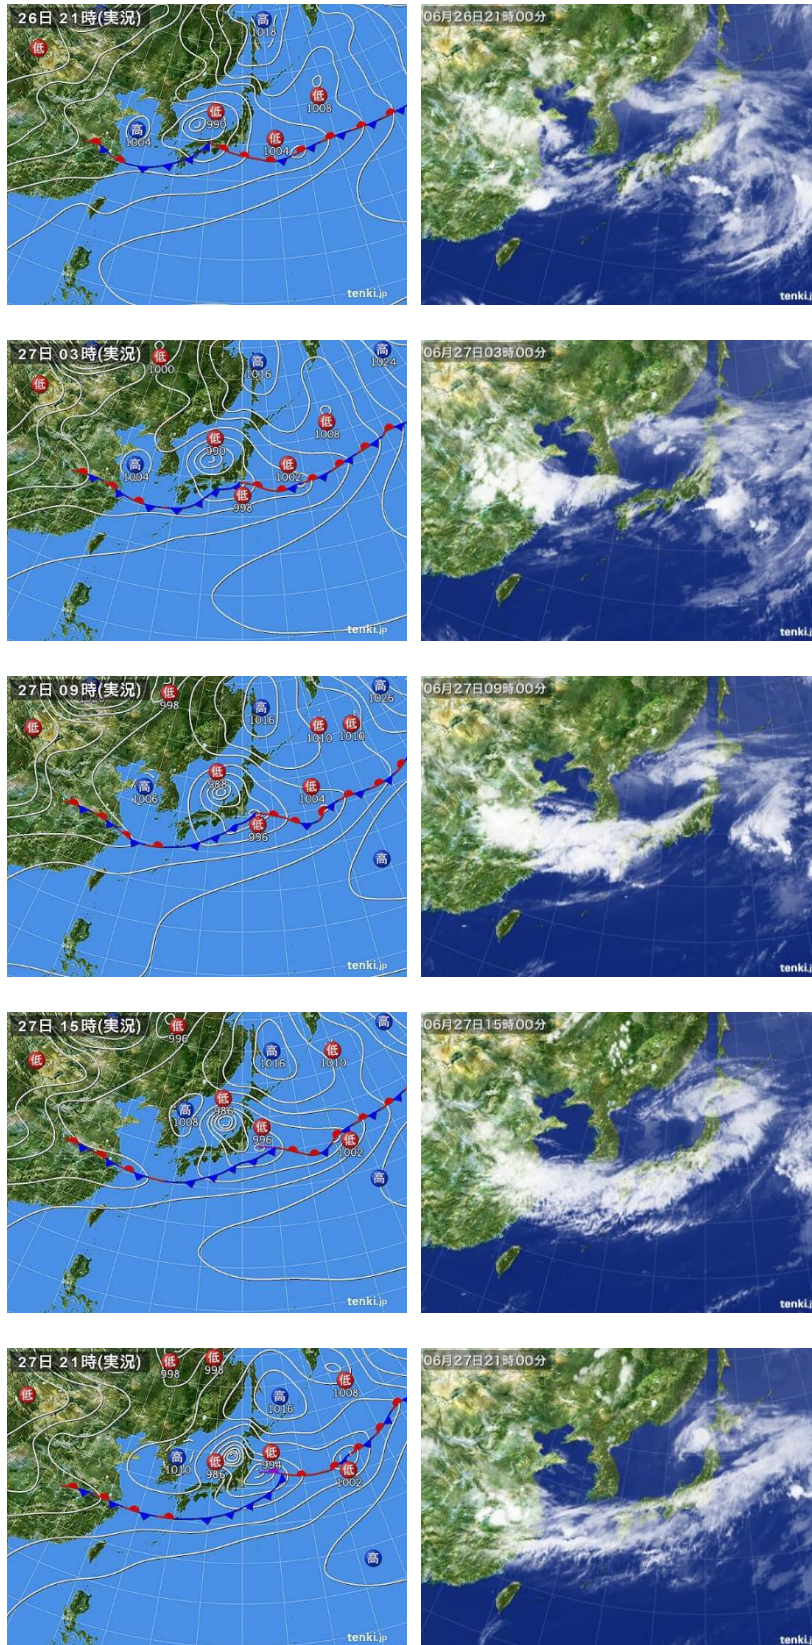 26日 21時(実況)
高
1018
低
低
1008
低
990
高
1004
低
1004
tenki.jp
06月26日21時00分
tenki.jp
27日 03時(実況)
低
1000
高
1016
高
1024
低
低
1008
低
990
高
1004
低
1002
低
998
tenki.jp
06月27日03時00分
tenki.jp
27日 09時(実況)
低
998
高
1016
高
1026
低
低
1010
低
1010
低
988
高
1006
低
1004
低
996
高
tenki.jp
06月27日09時00分
tenki.jp
27日 15時(実況)
低
996
高
高
1016
低
1010
低
低
986
高
1008
低
996
低
1002
高
tenki.jp
06月27日15時00分
tenki.jp
27日 21時(実況)
低
998
低
998
低
高
1016
低
1008
高
1010
低
986
低
994
低
1002
高
tenki.jp
06月27日21時00分
tenki.jp